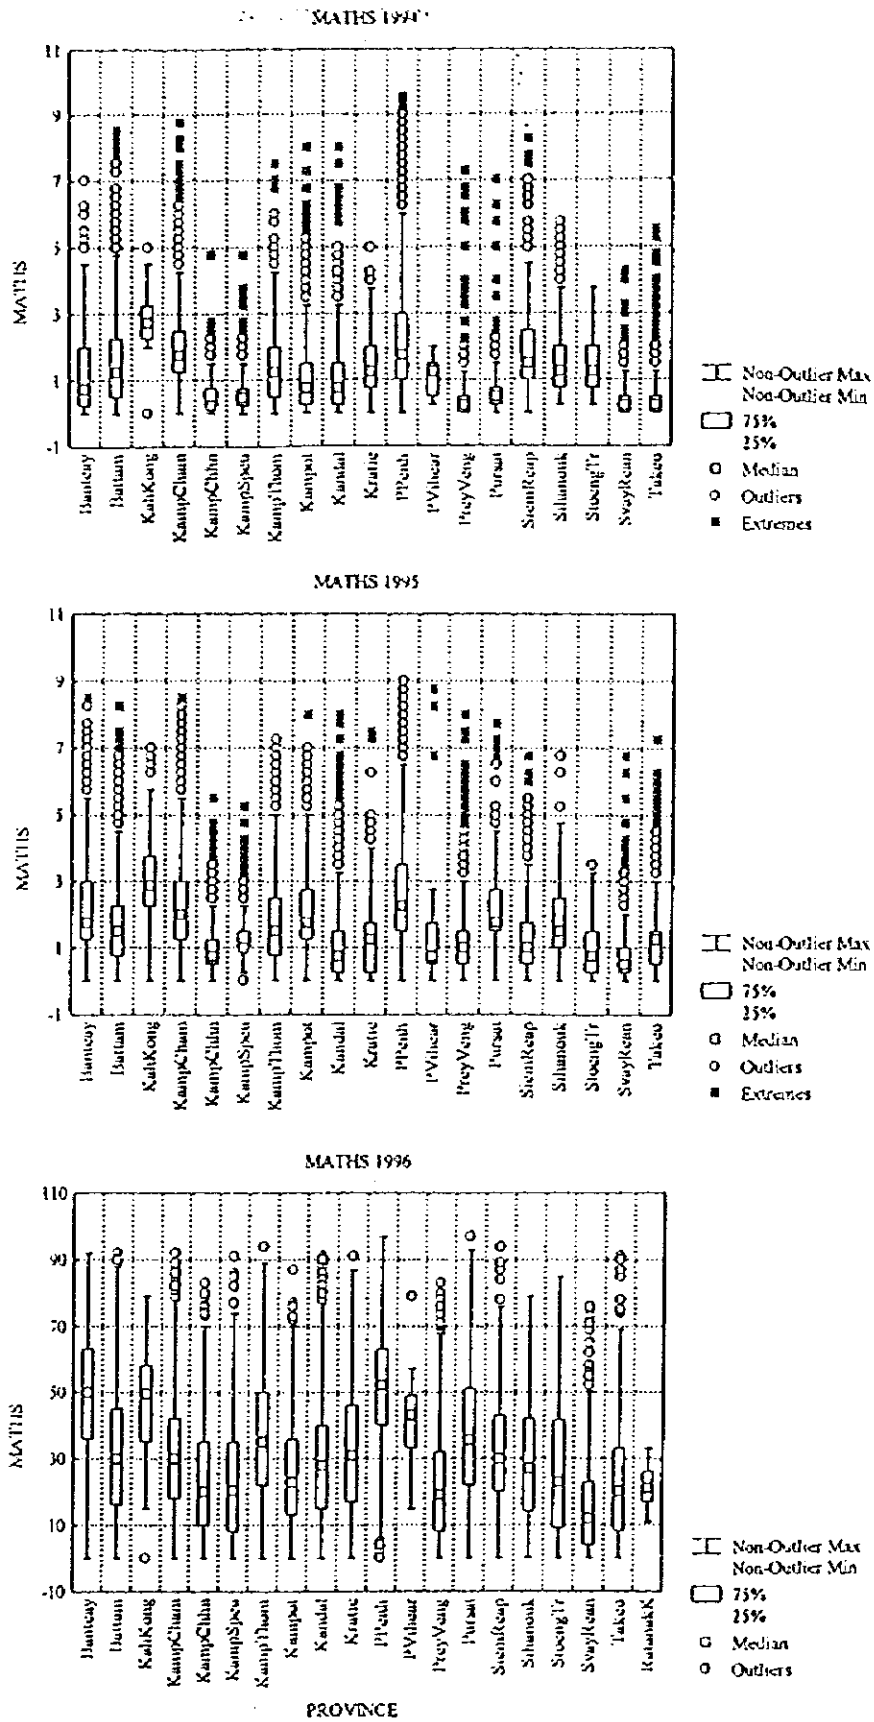 MATHS 1994
11
9
7
5
3
1
-1
MATHS
Banteay
Battam
KahKong
KampCham
KampChhn
KampSpeu
KampThom
Kampot
Kandal
Kratie
PPenh
PVihear
PreyVeng
Pursat
SiemReap
Sihanouk
StoengTr
SvayRean
Takeo
Non-Outlier Max
Non-Outlier Min
75%
25%
Median
Outliers
Extremes
MATHS 1995
11
9
7
5
3
1
-1
MATHS
Banteay
Battam
KahKong
KampCham
KampChhn
KampSpeu
KampThom
Kampot
Kandal
Kratie
PPenh
PVihear
PreyVeng
Pursat
SiemReap
Sihanouk
StoengTr
SvayRean
Takeo
Non-Outlier Max
Non-Outlier Min
75%
25%
Median
Outliers
Extremes
MATHS 1996
110
90
70
50
30
10
-10
MATHS
Banteay
Battam
KahKong
KampCham
KampChhn
KampSpeu
KampThom
Kampot
Kandal
Kratie
PPenh
PVihear
PreyVeng
Pursat
SiemReap
Sihanouk
StoengTr
SvayRean
Takeo
RatanakK
PROVINCE
Non-Outlier Max
Non-Outlier Min
75%
25%
Median
Outliers